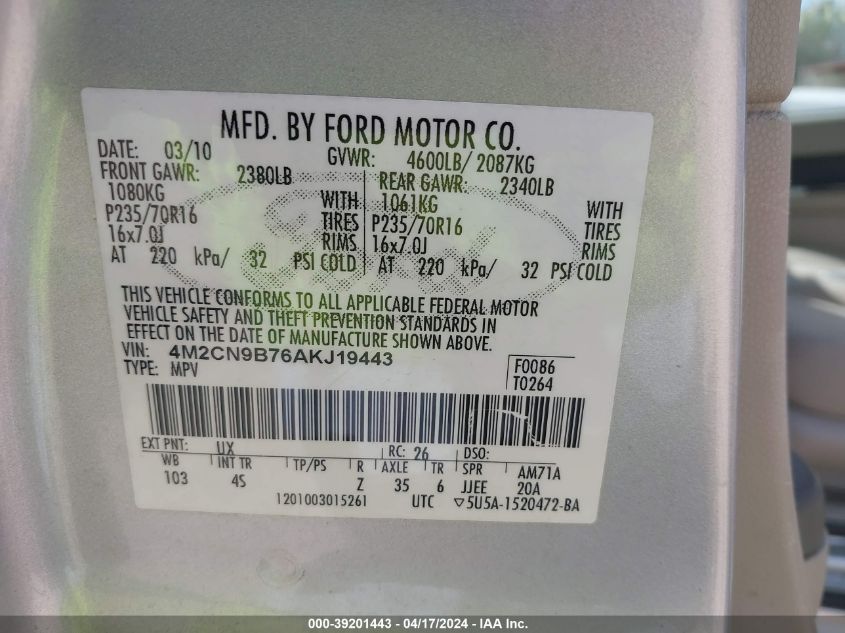 MFD. BY FORD MOTOR CO.
DATE: 03/10 GVWR: 4600LB/ 2087KG
FRONT GAWR: 2380LB REAR GAWR: 2340LB
1080KG WITH 1061KG WITH
P235/70R16 TIRES P235/70R16 TIRES
16x7.0J RIMS 16x7.0J RIMS
AT 220 kPa/ 32 PSI COLD AT 220 kPa/ 32 PSI COLD
THIS VEHICLE CONFORMS TO ALL APPLICABLE FEDERAL MOTOR
VEHICLE SAFETY AND THEFT PREVENTION STANDARDS IN
EFFECT ON THE DATE OF MANUFACTURE SHOWN ABOVE.
VIN: 4M2CN9B76AKJ19443 F0086
TYPE: MPV T0264
EXT PNT: UX RC: 26 DSO:
WB INT TR TP/PS R AXLE TR SPR AM71A
103 4S Z 35 6 JJEE 20A
1201003015261 UTC ▽5U5A-1520472-BA
Ford
000-39201443 / 04/17/2024 - IAA Inc.